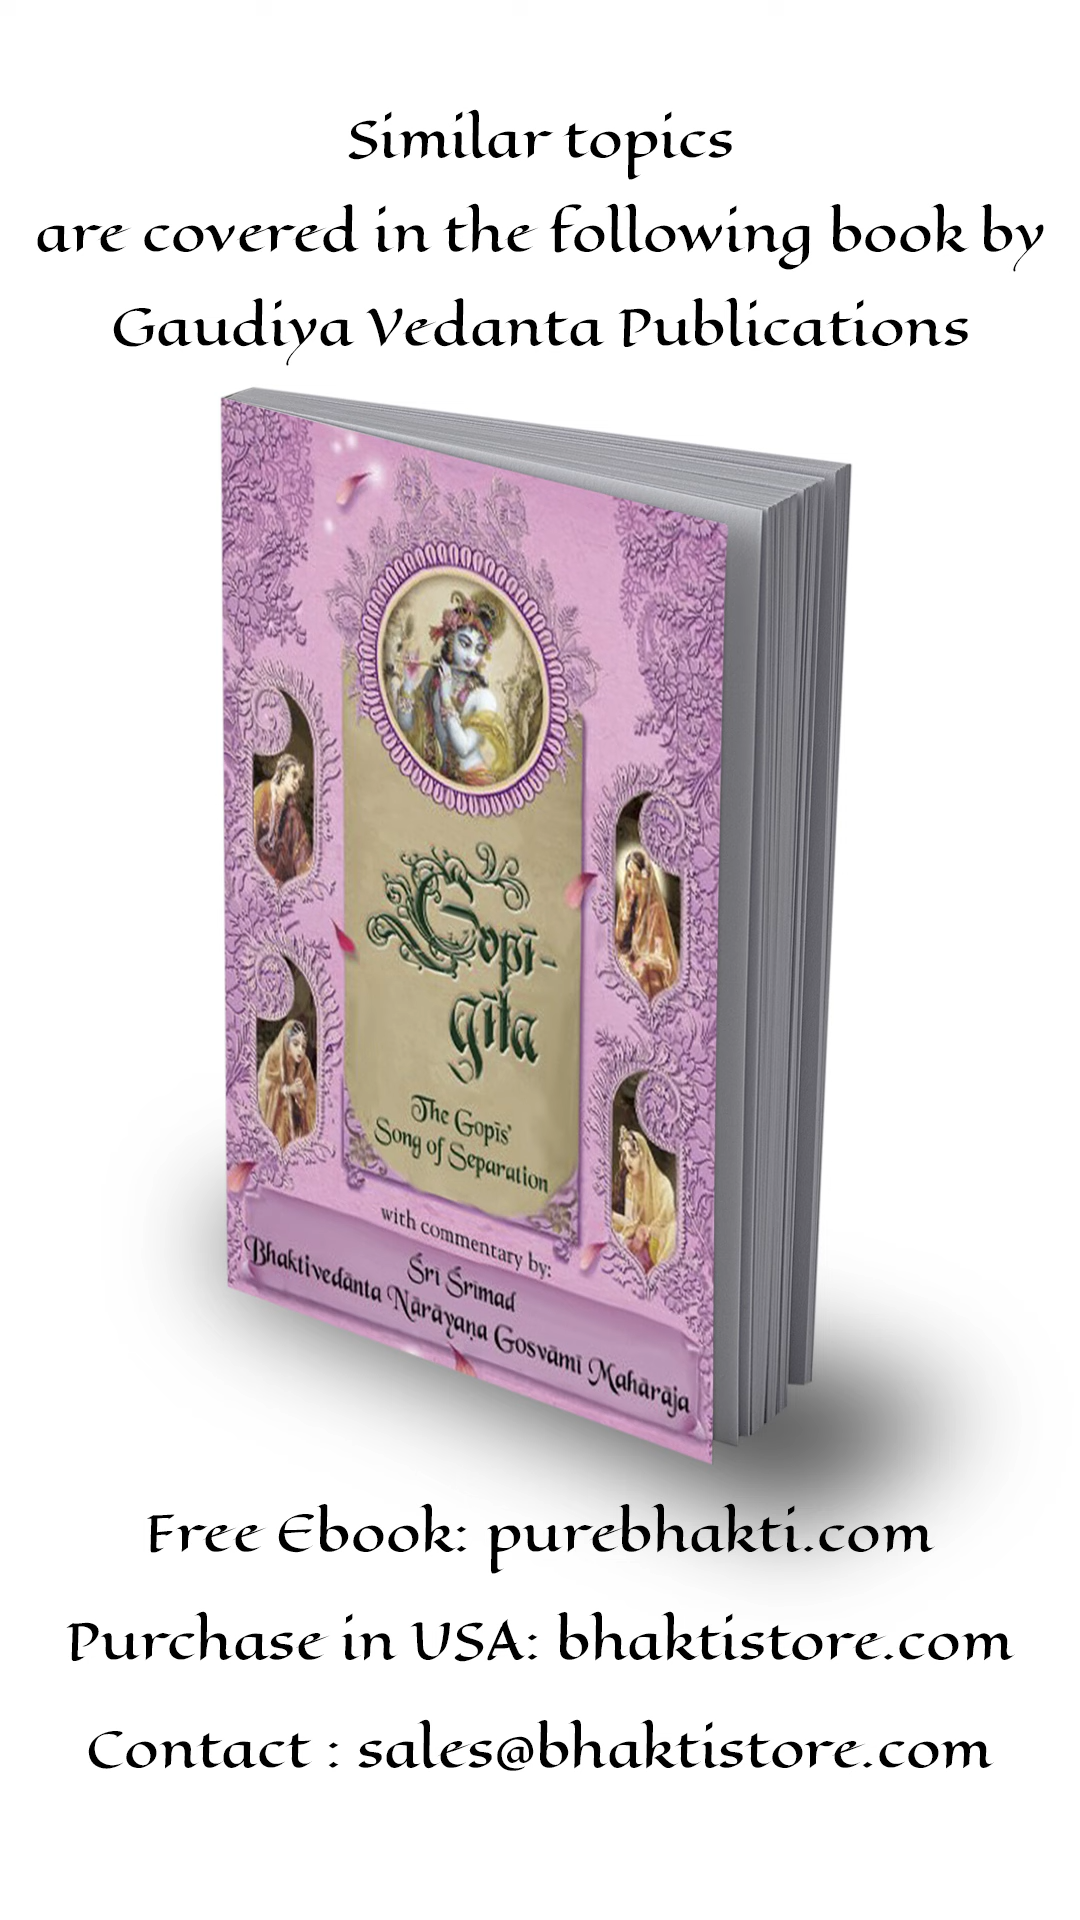 Similar topics
are covered in the following book by
Gaudiya Vedanta Publications
Gopī-
gīta
The Gopīs'
Song of Separation
with commentary by:
Śrī Śrīmad
Bhaktivedānta Nārāyaṇa Gosvāmī Mahārāja
Free Ebook: purebhakti.com
Purchase in USA: bhaktistore.com
Contact : sales@bhaktistore.com